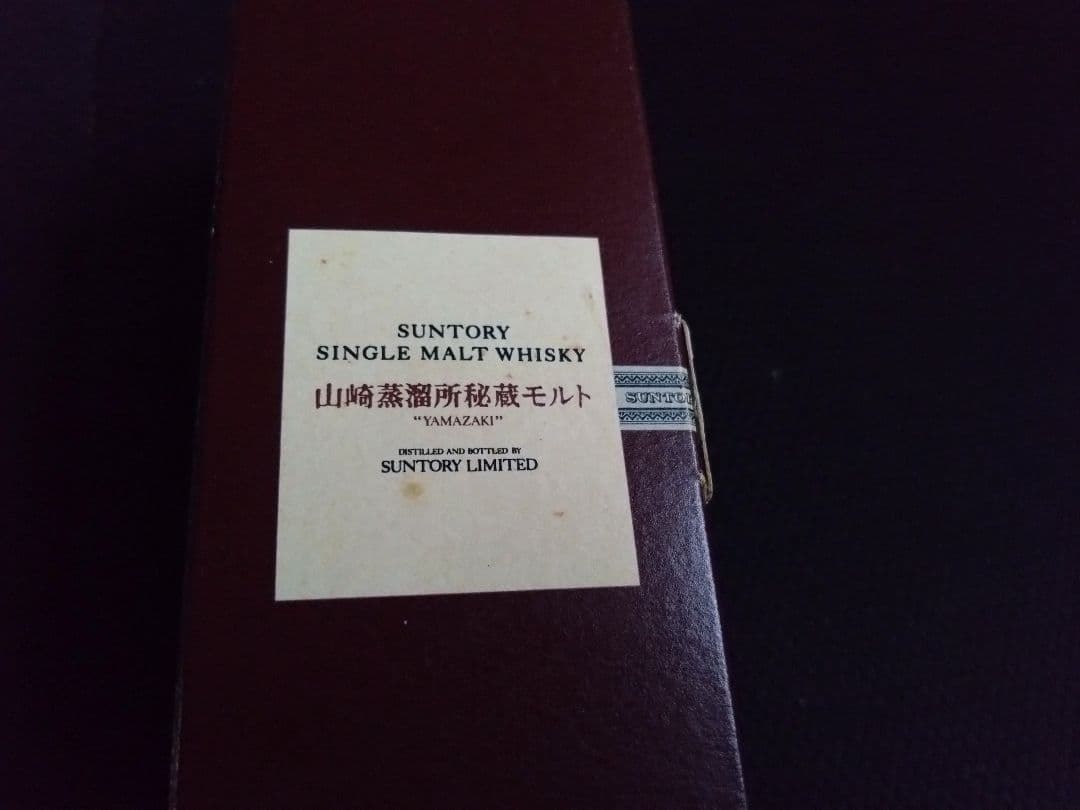 SUNTORY
SINGLE MALT WHISKY
山崎蒸溜所秘蔵モルト
“YAMAZAKI”
DISTILLED AND BOTTLED BY
SUNTORY LIMITED